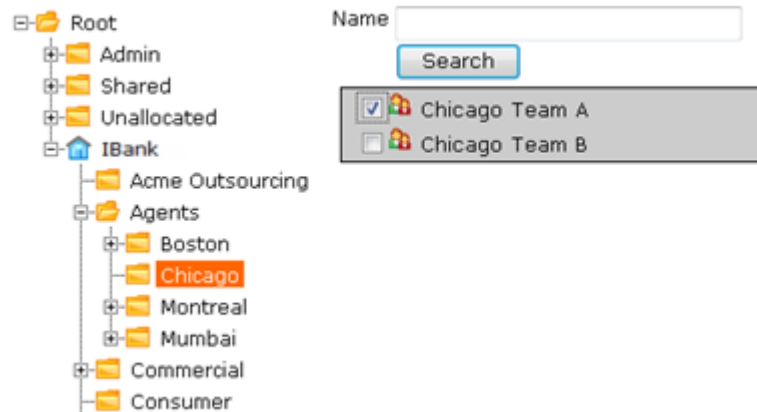 Root
Admin
Shared
Unallocated
IBank
Acme Outsourcing
Agents
Boston
Chicago
Montreal
Mumbai
Commercial
Consumer
Name
Search
Chicago Team A
Chicago Team B